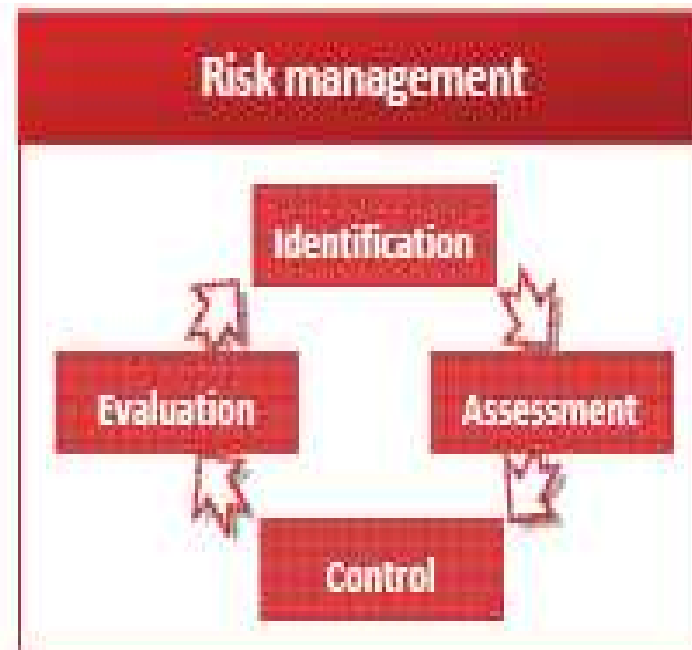 Risk management
Identification
Evaluation
Assessment
Control